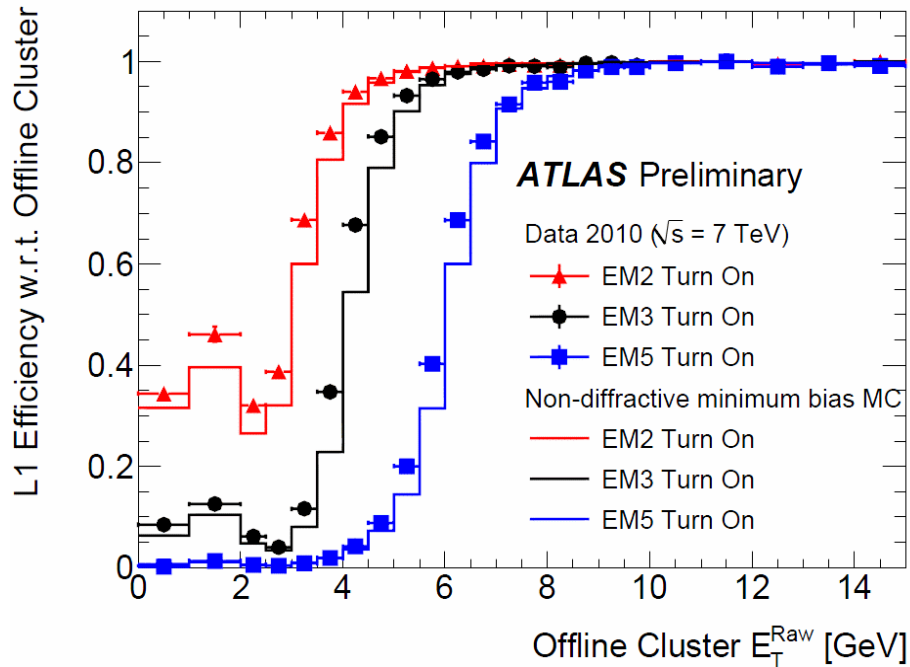 L1 Efficiency w.r.t. Offline Cluster
1
0.8
0.6
0.4
0.2
0
ATLAS Preliminary
Data 2010 (√s = 7 TeV)
EM2 Turn On
EM3 Turn On
EM5 Turn On
Non-diffractive minimum bias MC
EM2 Turn On
EM3 Turn On
EM5 Turn On
0 2 4 6 8 10 12 14
Offline Cluster E_T^Raw [GeV]